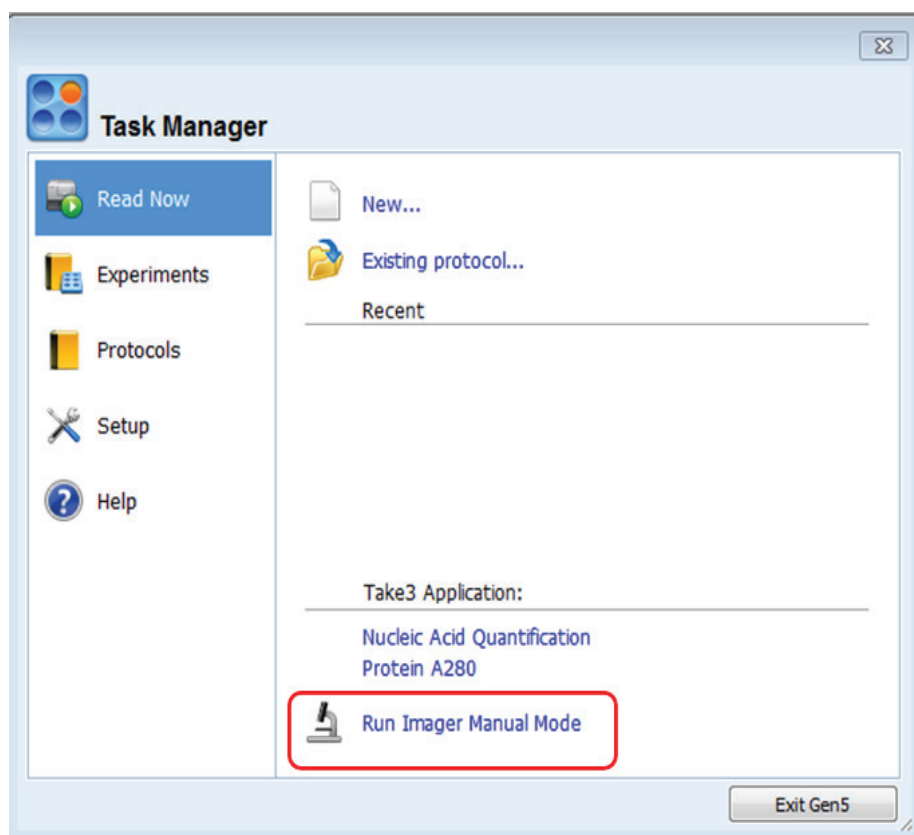 Task Manager
Read Now
Experiments
Protocols
Setup
Help
New...
Existing protocol...
Recent
Take3 Application:
Nucleic Acid Quantification
Protein A280
Run Imager Manual Mode
Exit Gen5